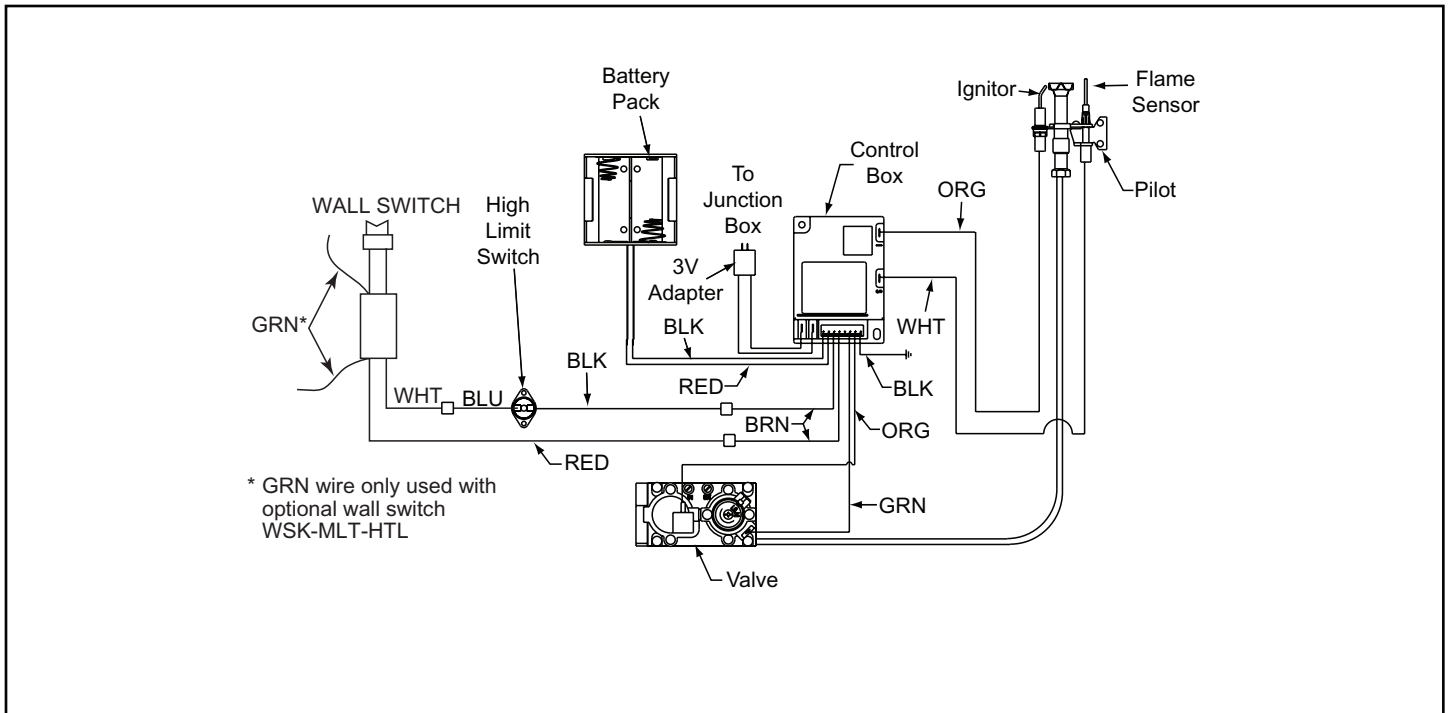 Battery
Pack
Ignitor
Flame
Sensor
Control
Box
To
Junction
Box
ORG
Pilot
WALL SWITCH
High
Limit
Switch
3V
Adapter
GRN*
BLK
WHT
BLK
RED
BLK
WHT
BLU
BRN
ORG
RED
* GRN wire only used with
optional wall switch
WSK-MLT-HTL
GRN
Valve
I
S